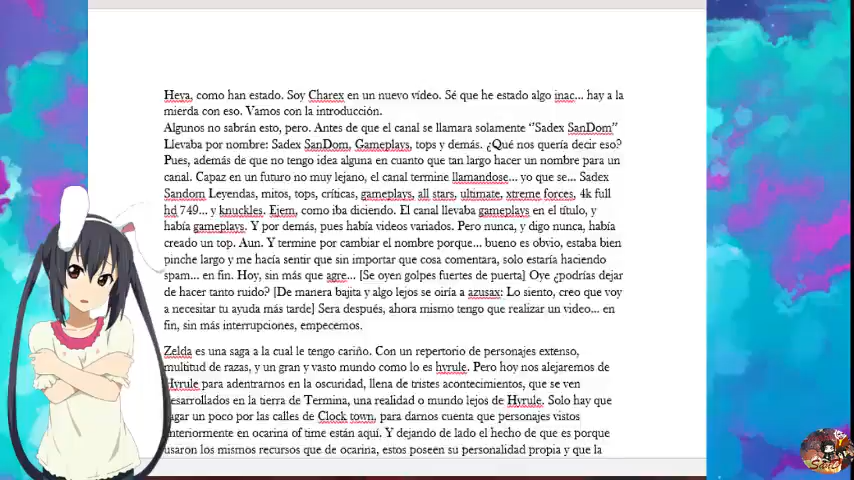 Heya, como han estado. Soy Charex en un nuevo vídeo. Sé que he estado algo inac... hay a la
mierda con eso. Vamos con la introducción.
Algunos no sabrán esto, pero. Antes de que el canal se llamara solamente “Sadex SanDom”
Llevaba por nombre: Sadex SanDom, Gameplays, tops y demás. ¿Qué nos quería decir eso?
Pues, además de que no tengo idea alguna en cuanto que tan largo hacer un nombre para un
canal. Capaz en un futuro no muy lejano, el canal termine llamandose... yo que se... Sadex
Sandom Leyendas, mitos, tops, críticas, gameplays, all stars, ultimate, xtreme forces, 4k full
hd 749... y knuckles. Ejem, como iba diciendo. El canal llevaba gameplays en el título, y
había gameplays. Y por demás, pues había videos variados. Pero nunca, y digo nunca, había
creado un top. Aun. Y termine por cambiar el nombre porque... bueno es obvio, estaba bien
pinche largo y me hacía sentir que sin importar que cosa comentara, solo estaría haciendo
spam... en fin. Hoy, sin más que agre... [Se oyen golpes fuertes de puerta] Oye ¿podrías dejar
de hacer tanto ruido? [De manera bajita y algo lejos se oiría a azusax: Lo siento, creo que voy
a necesitar tu ayuda más tarde] Sera después, ahora mismo tengo que realizar un video... en
fin, sin más interrupciones, empecemos.
Zelda es una saga a la cual le tengo cariño. Con un repertorio de personajes extenso,
multitud de razas, y un gran y vasto mundo como lo es hyrule. Pero hoy nos alejaremos de
Hyrule para adentrarnos en la oscuridad, llena de tristes acontecimientos, que se ven
desarrollados en la tierra de Termina, una realidad o mundo lejos de Hyrule. Solo hay que
agar un poco por las calles de Clock town, para darnos cuenta que personajes vistos
anteriormente en ocarina of time están aquí. Y dejando de lado el hecho de que es porque
usaron los mismos recursos que de ocarina, estos poseen su personalidad propia y que la